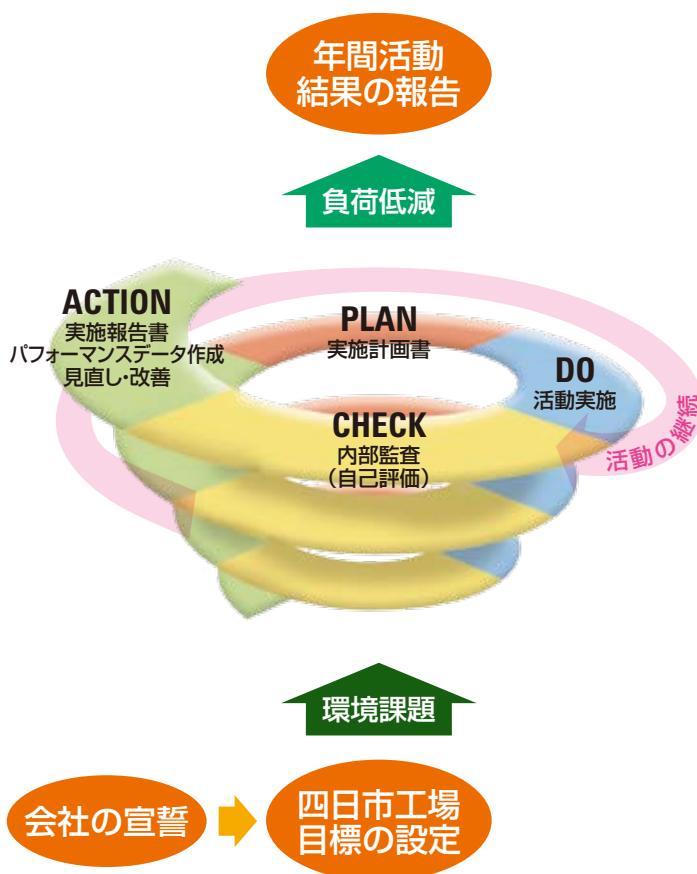 年間活動
結果の報告
負荷低減
ACTION
実施報告書
パフォーマンスデータ作成
見直し・改善
PLAN
実施計画書
DO
活動実施
CHECK
内部監査
（自己評価）
活動の継続
環境課題
会社の宣誓
四日市工場
目標の設定